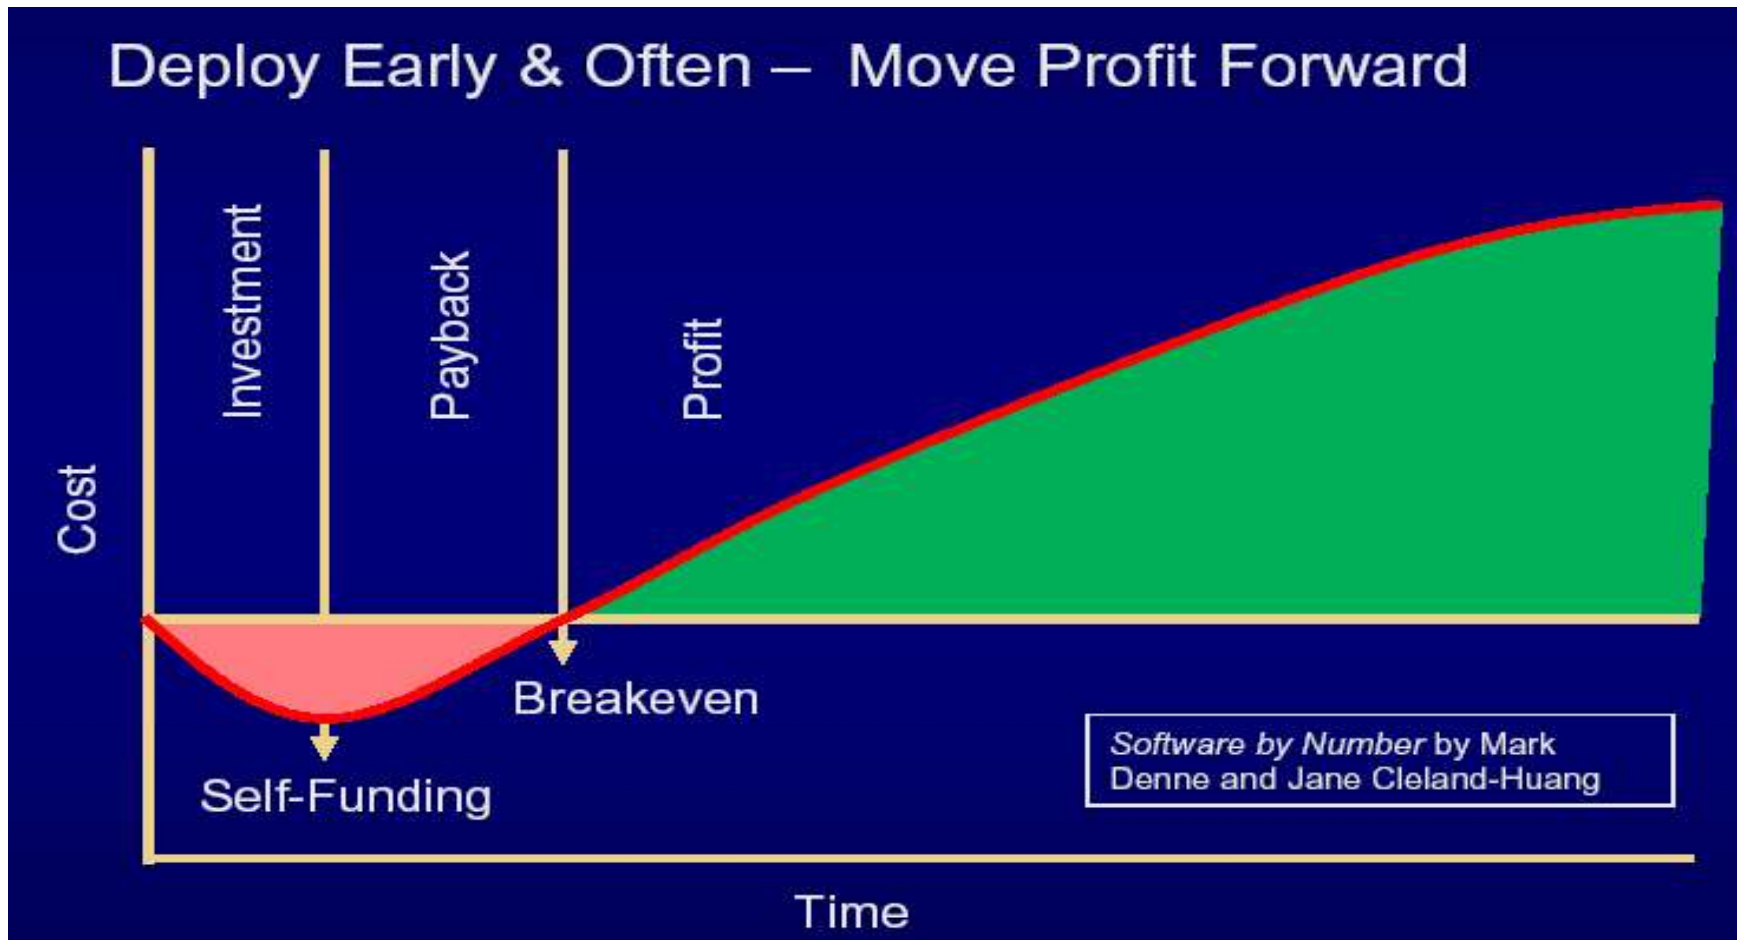 Deploy Early & Often – Move Profit Forward
Investment
Payback
Profit
Cost
Breakeven
Self-Funding
Software by Number by Mark
Denne and Jane Cleland-Huang
Time